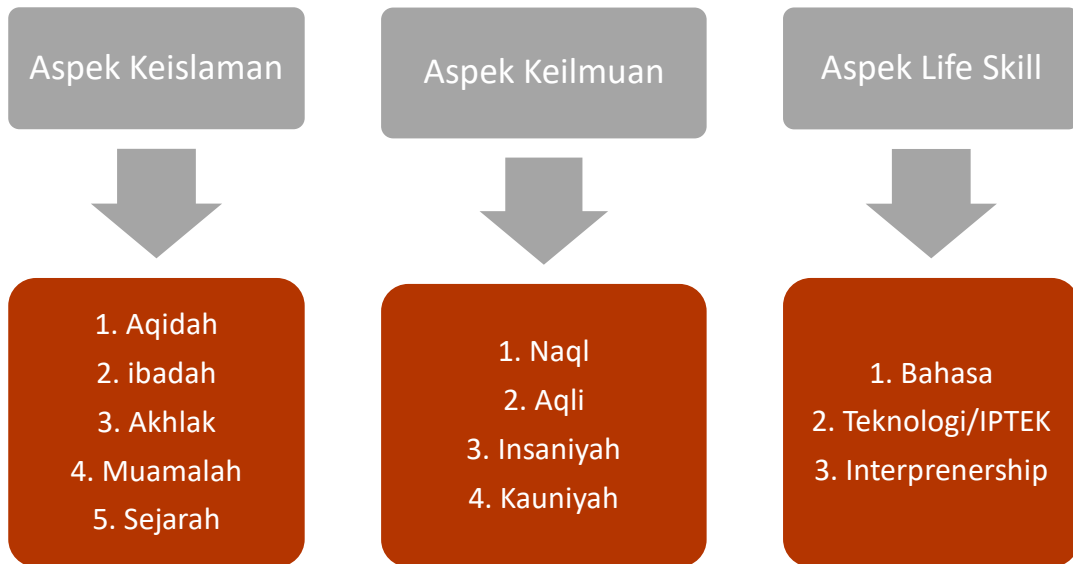 Aspek Keislaman
1. Aqidah
2. ibadah
3. Akhlak
4. Muamalah
5. Sejarah
Aspek Keilmuan
1. Naql
2. Aqli
3. Insaniyah
4. Kauniyah
Aspek Life Skill
1. Bahasa
2. Teknologi/IPTEK
3. Interprenership